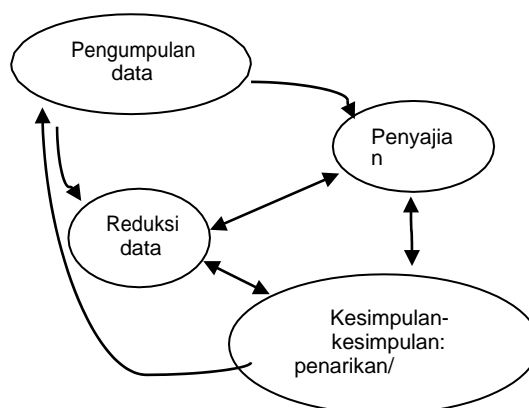 Pengumpulan
data
Penyajia
n
Reduksi
data
Kesimpulan-
kesimpulan:
penarikan/